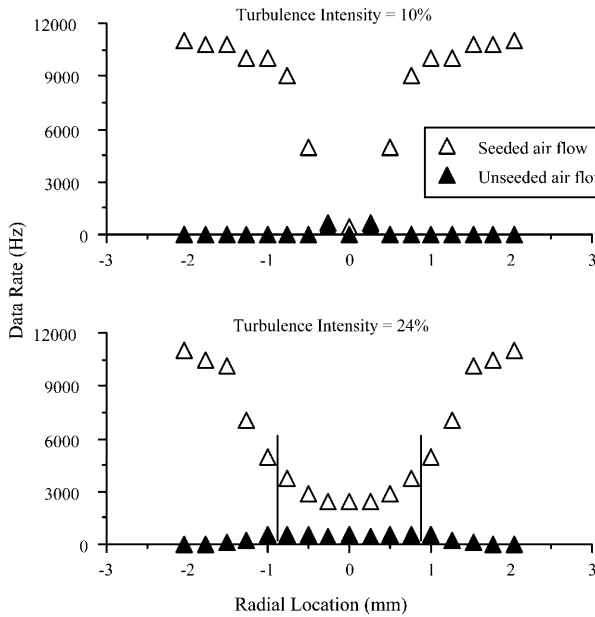 Turbulence Intensity = 10%
12000
9000
6000
3000
0
Seeded air flow
Unseeded air flow
-3 -2 -1 0 1 2 3
Data Rate (Hz)
Turbulence Intensity = 24%
12000
9000
6000
3000
0
-3 -2 -1 0 1 2 3
Radial Location (mm)